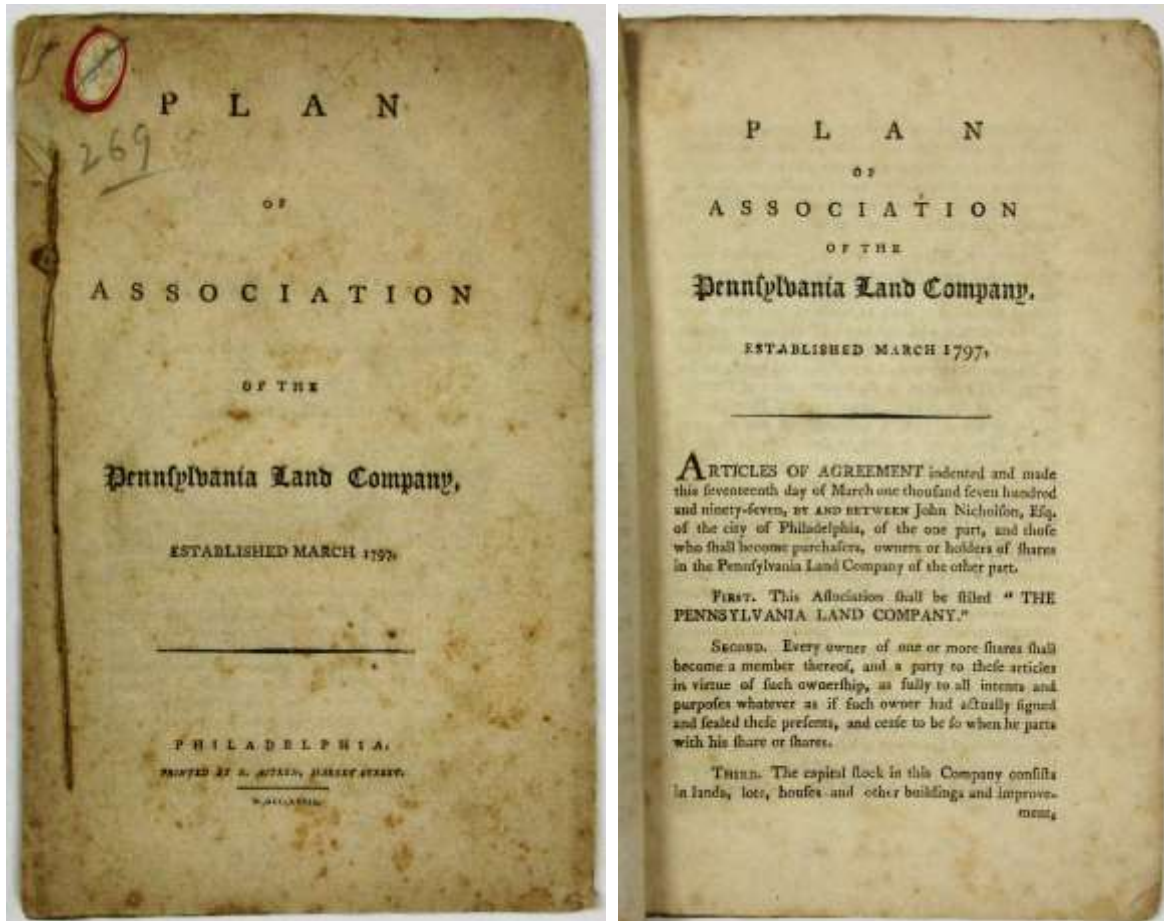 269
PLAN
OF
ASSOCIATION
OF THE
Pennſylvania Land Company,
ESTABLISHED MARCH 1797,
PHILADELPHIA,
PRINTED BY R. AITKEN, MARKET STREET.
PLAN
OF
ASSOCIATION
OF THE
Pennſylvania Land Company.
ESTABLISHED MARCH 1797,
ARTICLES OF AGREEMENT indented and made
this ſeventeenth day of March one thouſand ſeven hundred
and ninety-ſeven, BY AND BETWEEN John Nicholſon, Eſq.
of the city of Philadelphia, of the one part, and thoſe
who ſhall become purchaſers, owners or holders of ſhares
in the Pennſylvania Land Company of the other part.
FIRST. This Aſſociation ſhall be ſtiled “ THE
PENNSYLVANIA LAND COMPANY.”
SECOND. Every owner of one or more ſhares ſhall
become a member thereof, and a party to theſe articles
in virtue of ſuch ownerſhip, as fully to all intents and
purpoſes whatever as if ſuch owner had actually ſigned
and ſealed theſe preſents, and ceaſe to be ſo when he parts
with his ſhare or ſhares.
THIRD. The capital ſtock in this Company conſiſts
in lands, lots, houſes and other buildings and improve-
ment,